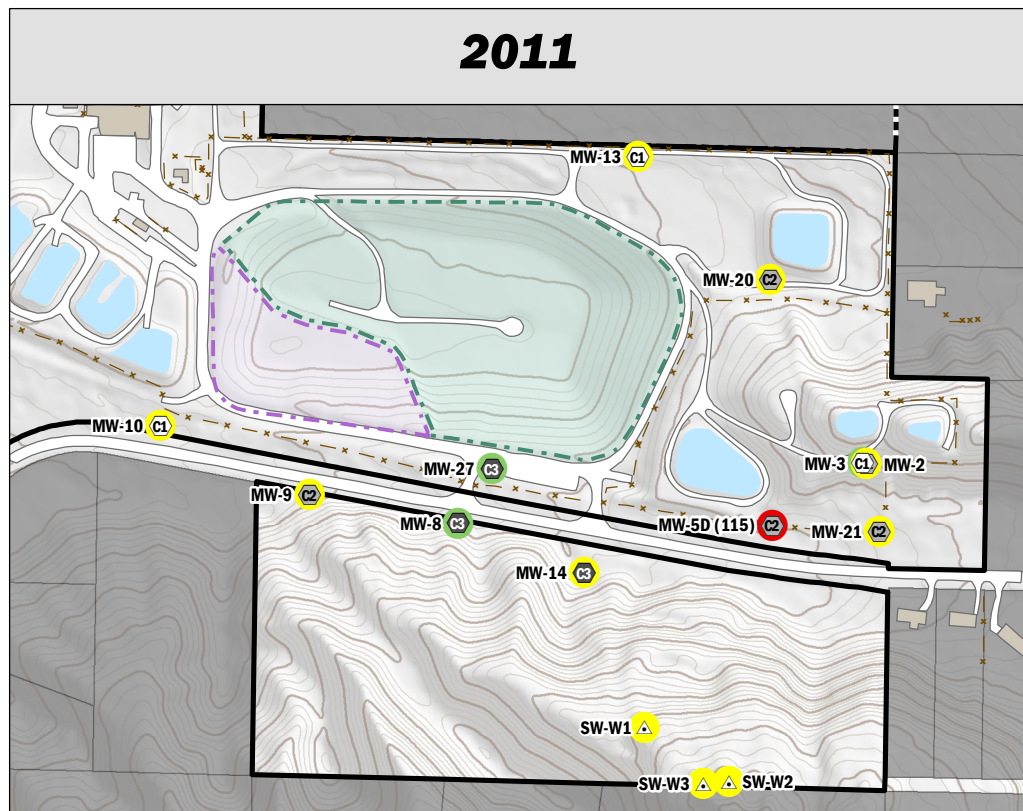 2011
MW-13 C1
MW-20 C2
MW-10 C1
MW-27 C3
MW-3 C1 MW-2
MW-9 C2
MW-8 C3
MW-5D (115) C2
MW-21 C2
MW-14 C3
SW-W1
SW-W3 SW-W2